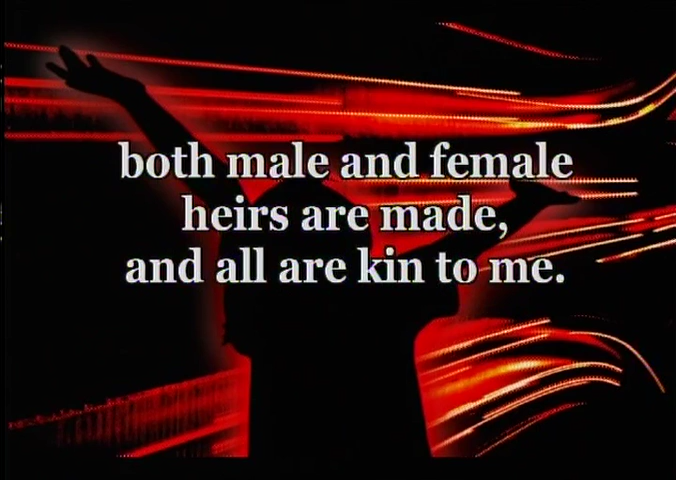 both male and female
heirs are made,
and all are kin to me.